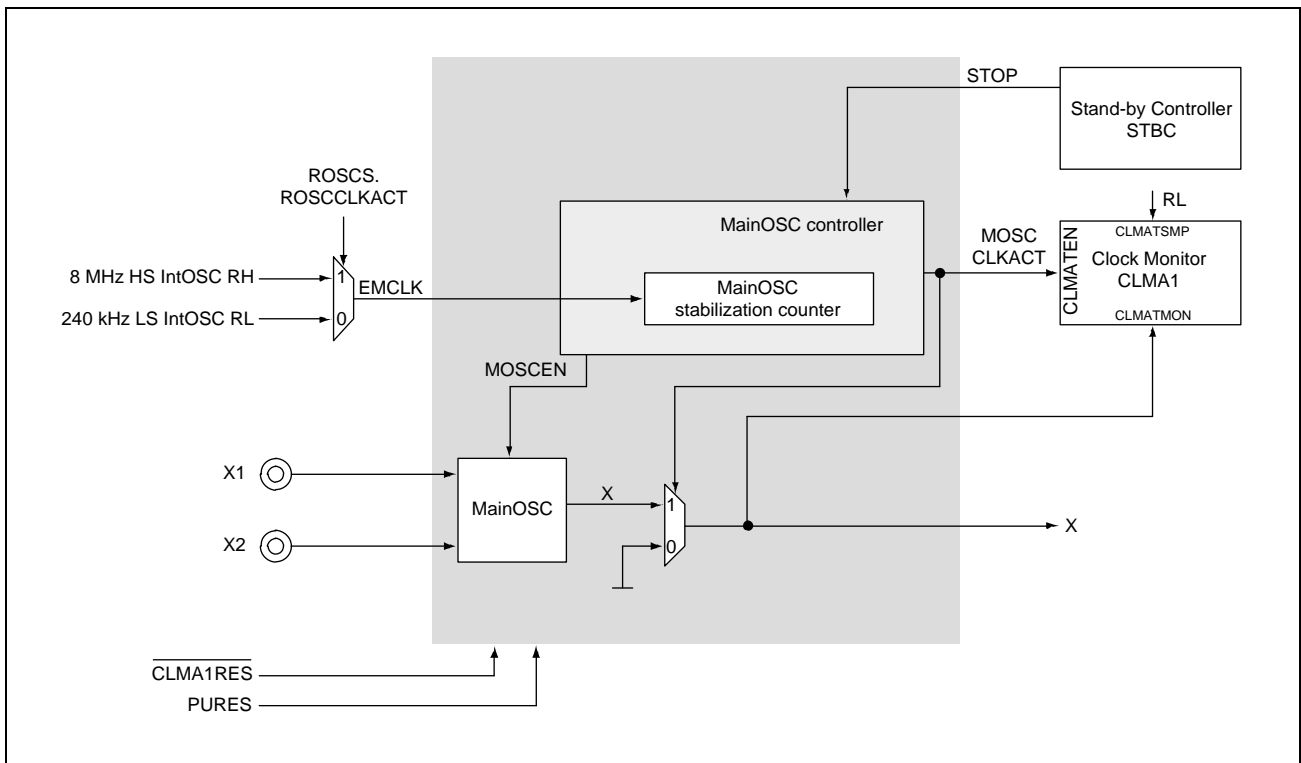 STOP
Stand-by Controller
STBC
ROSCS.
ROSCCLKACT
RL
MainOSC controller
MOSC
CLKACT
CLMATEN
CLMATSMP
Clock Monitor
CLMA1
CLMATMON
8 MHz HS IntOSC RH
1
EMCLK
MainOSC
stabilization counter
240 kHz LS IntOSC RL
0
MOSCEN
X1
MainOSC
X
1
X
X2
0
CLMA1RES
PURES